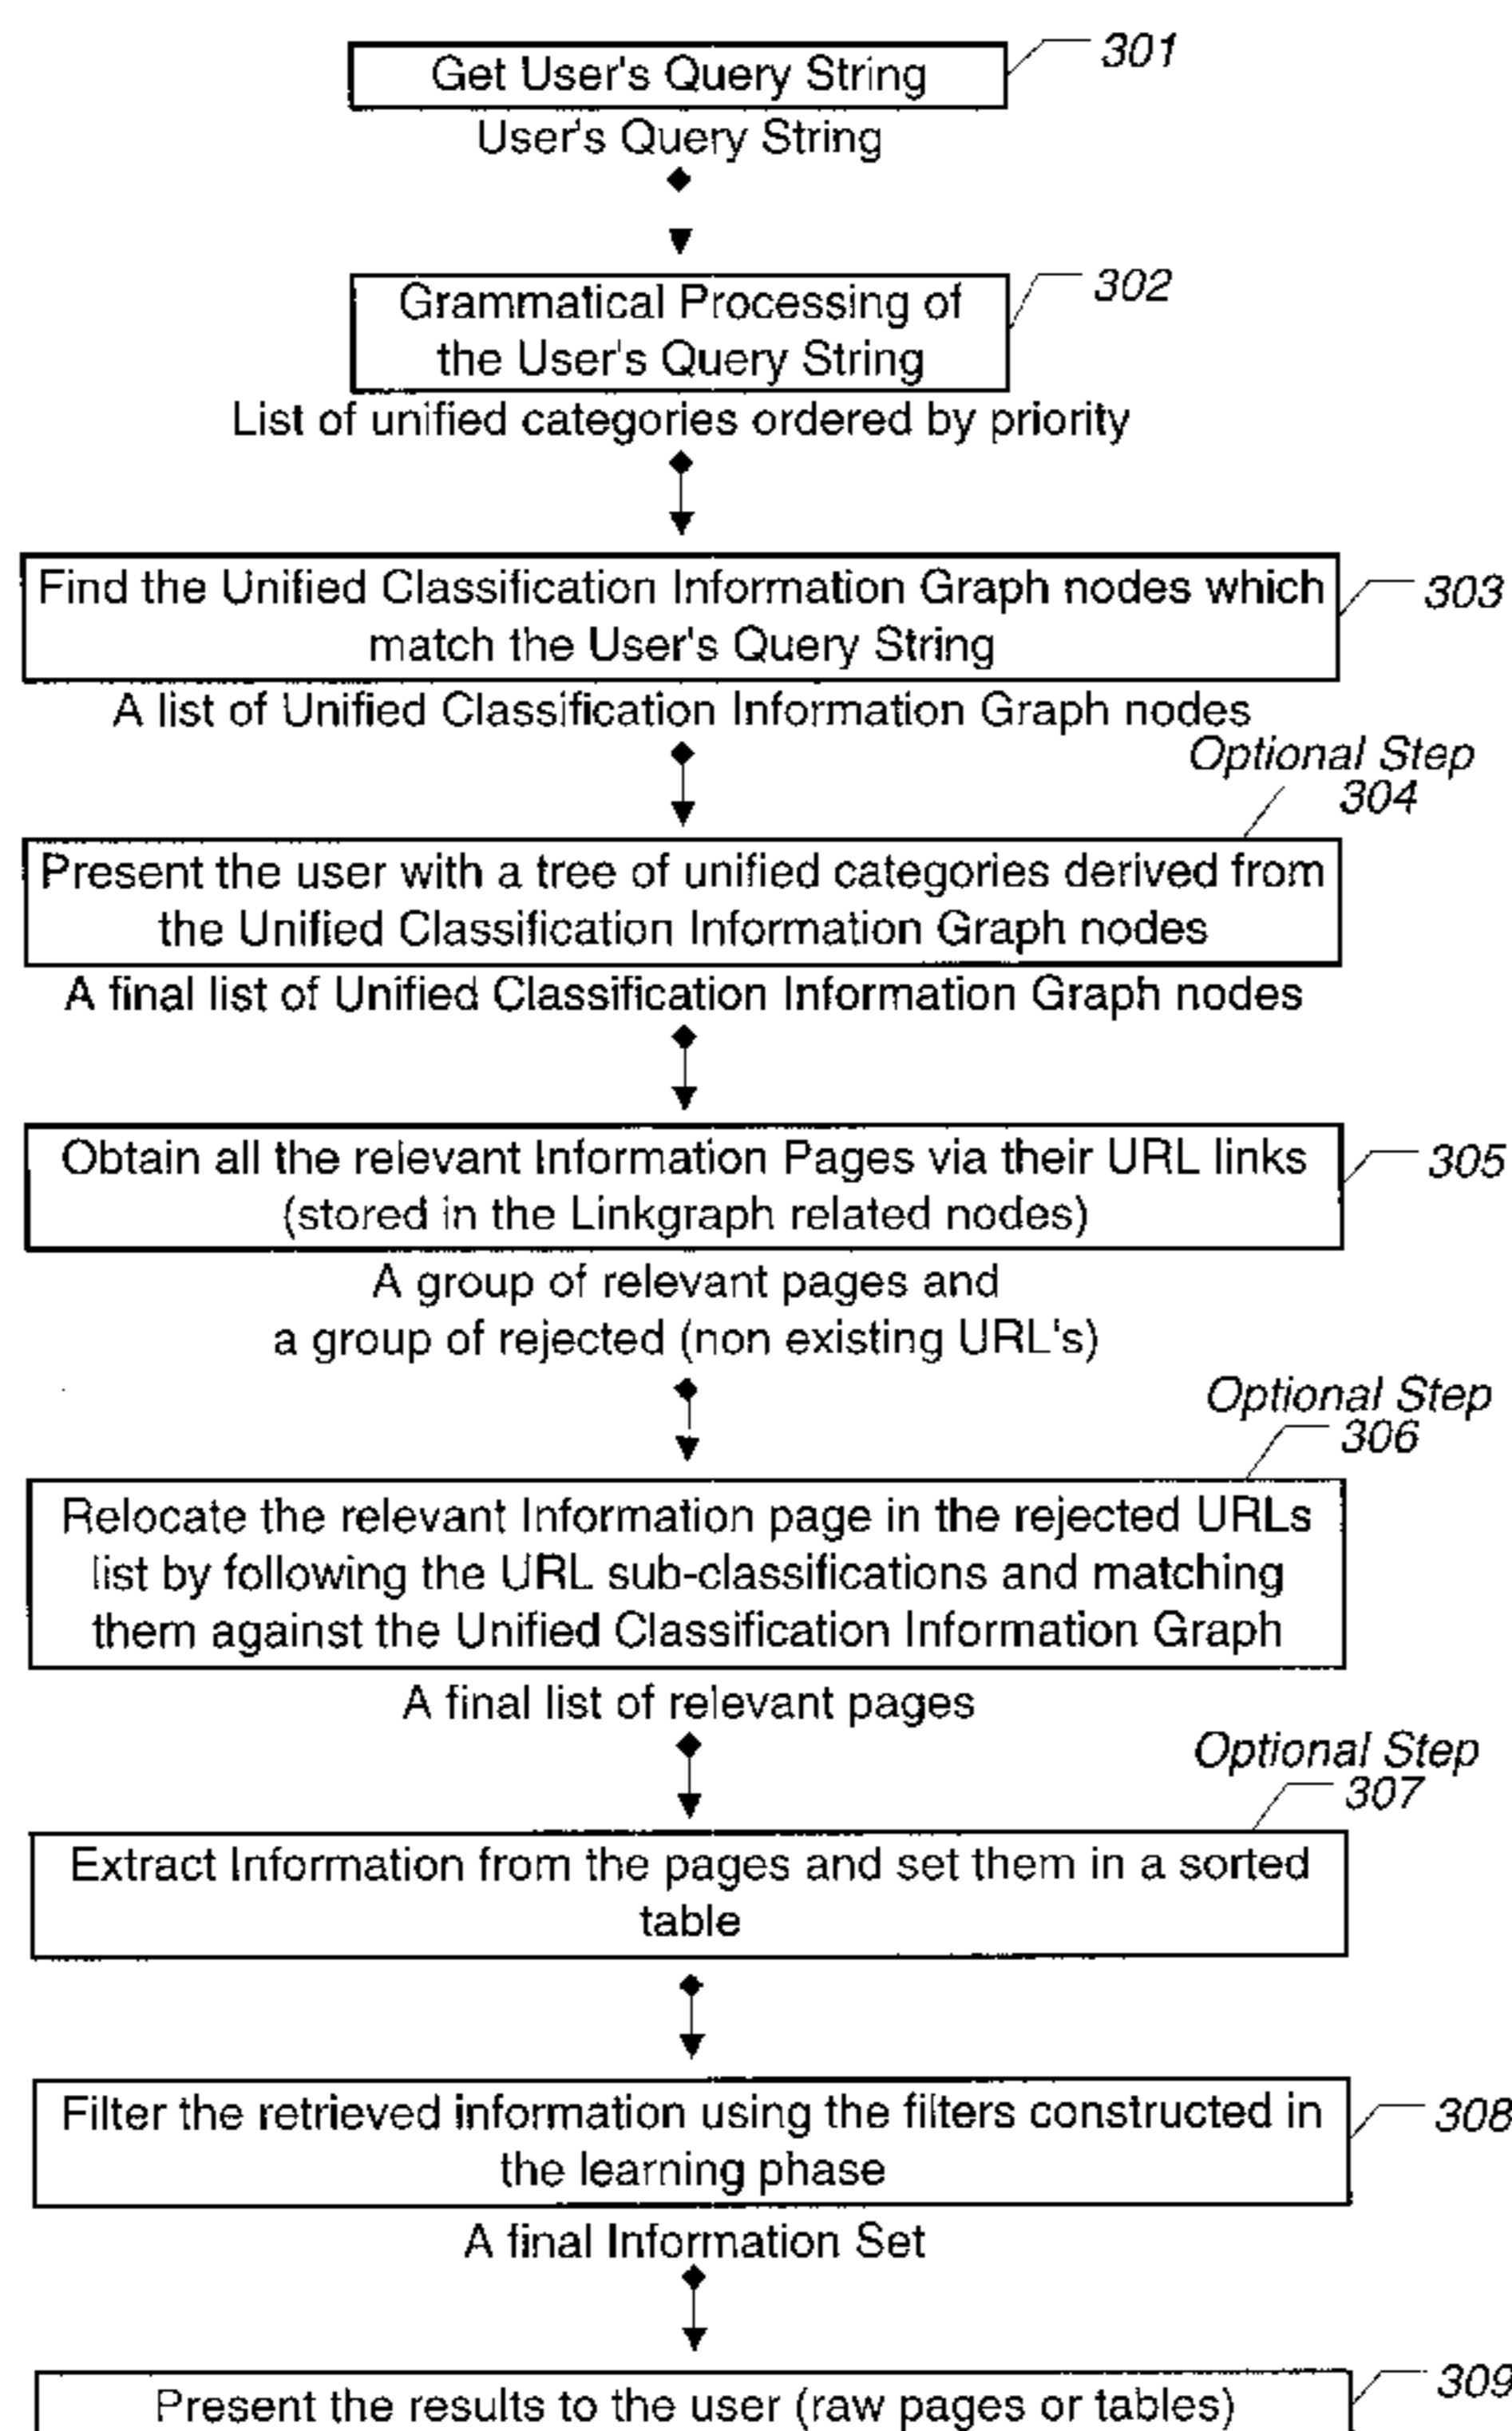 Get User's Query String
301
User's Query String
Grammatical Processing of
the User's Query String
302
List of unified categories ordered by priority
Find the Unified Classification Information Graph nodes which
match the User's Query String
303
A list of Unified Classification Information Graph nodes
Optional Step
304
Present the user with a tree of unified categories derived from
the Unified Classification Information Graph nodes
A final list of Unified Classification Information Graph nodes
Obtain all the relevant Information Pages via their URL links
(stored in the Linkgraph related nodes)
305
A group of relevant pages and
a group of rejected (non existing URL's)
Optional Step
306
Relocate the relevant Information page in the rejected URLs
list by following the URL sub-classifications and matching
them against the Unified Classification Information Graph
A final list of relevant pages
Optional Step
307
Extract Information from the pages and set them in a sorted
table
Filter the retrieved information using the filters constructed in
the learning phase
308
A final Information Set
Present the results to the user (raw pages or tables)
309